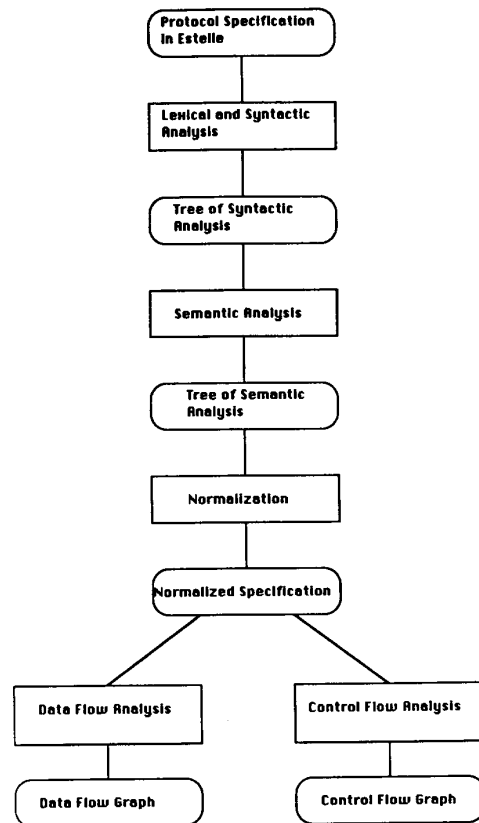 Protocol Specification
in Estelle
Lexical and Syntactic
Analysis
Tree of Syntactic
Analysis
Semantic Analysis
Tree of Semantic
Analysis
Normalization
Normalized Specification
Data Flow Analysis
Control Flow Analysis
Data Flow Graph
Control Flow Graph